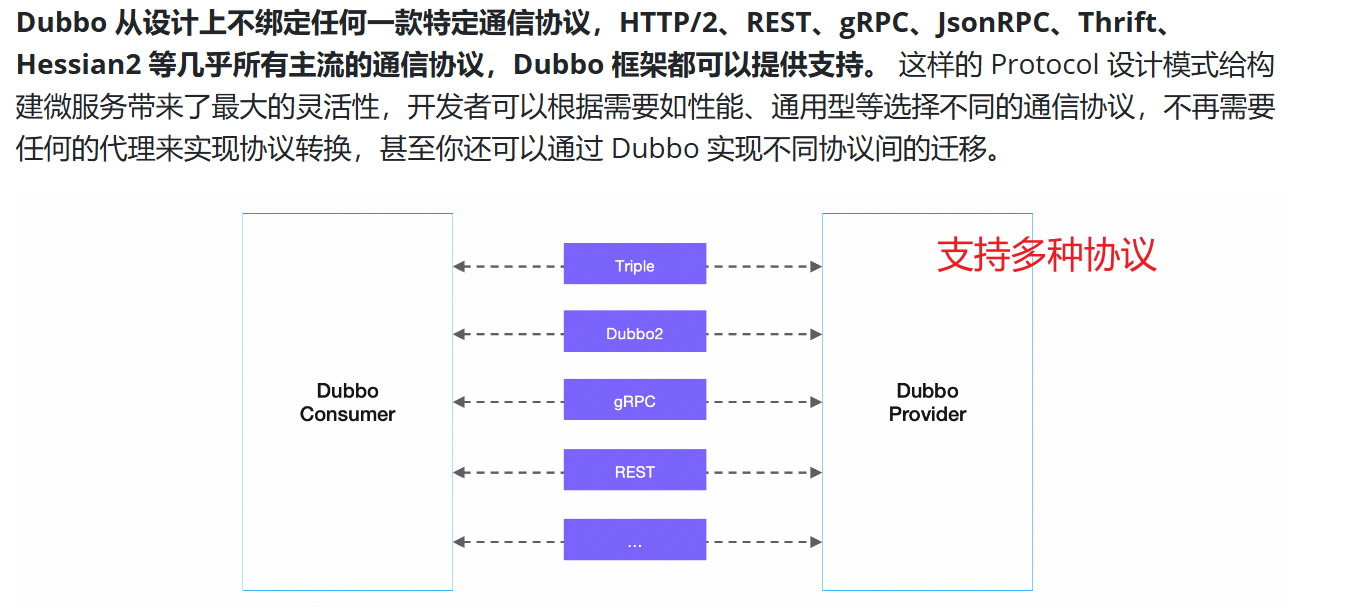 Dubbo 从设计上不绑定任何一款特定通信协议，HTTP/2、REST、gRPC、JsonRPC、Thrift、
Hessian2 等几乎所有主流的通信协议，Dubbo 框架都可以提供支持。 这样的 Protocol 设计模式给构
建微服务带来了最大的灵活性，开发者可以根据需要如性能、通用型等选择不同的通信协议，不再需要
任何的代理来实现协议转换，甚至你还可以通过 Dubbo 实现不同协议间的迁移。
支持多种协议
Triple
Dubbo2
Dubbo
Consumer
gRPC
Dubbo
Provider
REST
...